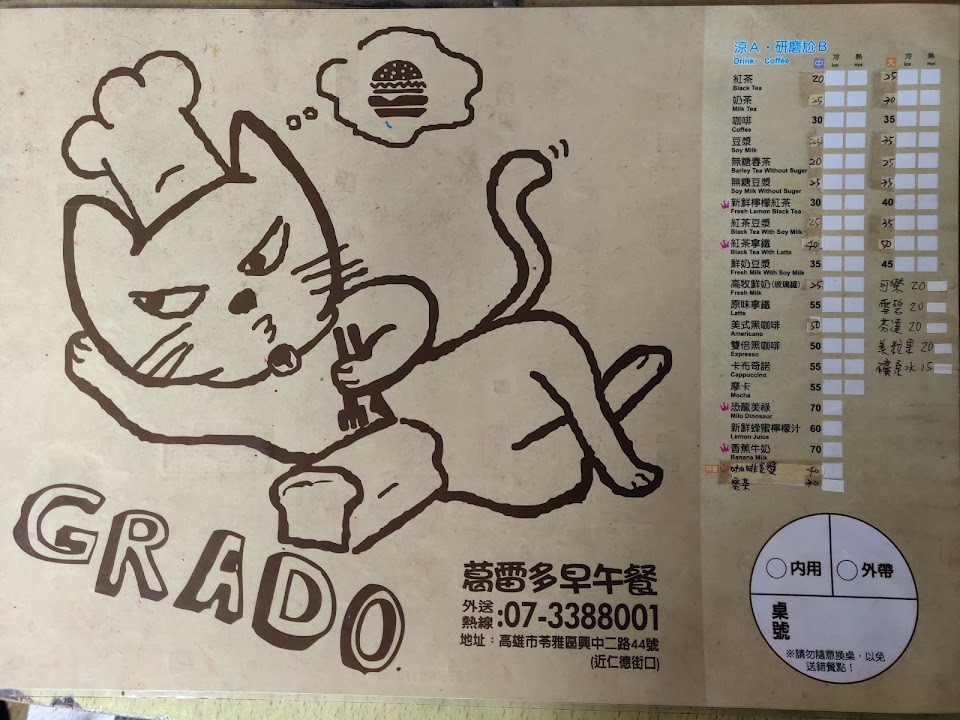 涼A・研磨尬B
Drink · Coffee 中 冷 Ice 熱 Hot 大 冷 Ice 熱 Hot
紅茶 20 25
Black Tea
奶茶 25 30
Milk Tea
咖啡 30 35
Coffee
豆漿 25 35
Soy Milk
無糖春茶 20 25
Barley Tea Without Suger
無糖豆漿 25 35
Soy Milk Without Suger
新鮮檸檬紅茶 30 40
Fresh Lemon Black Tea
紅茶豆漿 25 35
Black Tea With Soy Milk
紅茶拿鐵 40 50
Black Tea With Latte
鮮奶豆漿 35 45
Fresh Milk With Soy Milk
高牧鮮奶(玻璃罐) 25 可樂 20
Fresh Milk
原味拿鐵 55 雪碧 20
Latte
美式黑咖啡 50 芬達 20
Americano
雙倍黑咖啡 50 美粒果 20
Expresso
卡布奇諾 55 礦泉水 15
Cappuccino
摩卡 55
Mocha
恐龍美祿 70
Milo Dinosaur
新鮮蜂蜜檸檬汁 60
Lemon Juice
香蕉牛奶 70
Banana Milk
咖啡豆漿 40
30
GRADO
葛雷多早午餐
外送熱線:07-3388001
地址：高雄市苓雅區興中二路44號
(近仁德街口)
內用 外帶
桌號
※請勿隨意換桌，以免
送錯餐點！